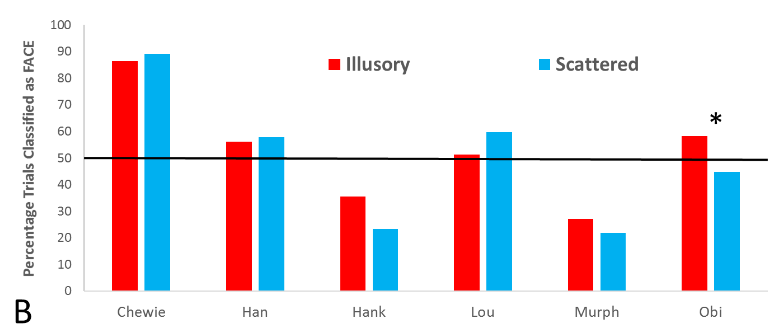 Percentage Trials Classified as FACE
100
90
80
70
60
50
40
30
20
10
0
Illusory
Scattered
*
Chewie
Han
Hank
Lou
Murph
Obi
B